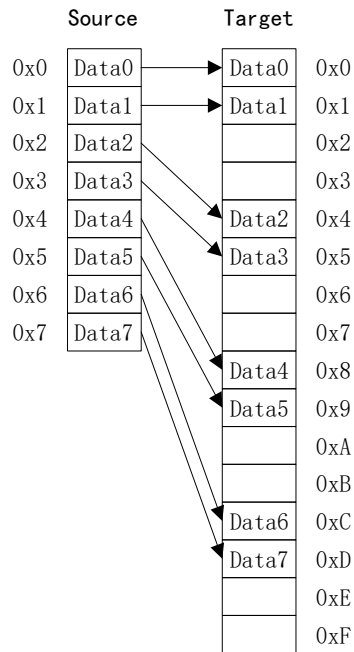 Source Target
0x0 Data0 Data0 0x0
0x1 Data1 Data1 0x1
0x2 Data2 0x2
0x3 Data3 0x3
0x4 Data4 Data2 0x4
0x5 Data5 Data3 0x5
0x6 Data6 0x6
0x7 Data7 0x7
Data4 0x8
Data5 0x9
0xA
0xB
Data6 0xC
Data7 0xD
0xE
0xF